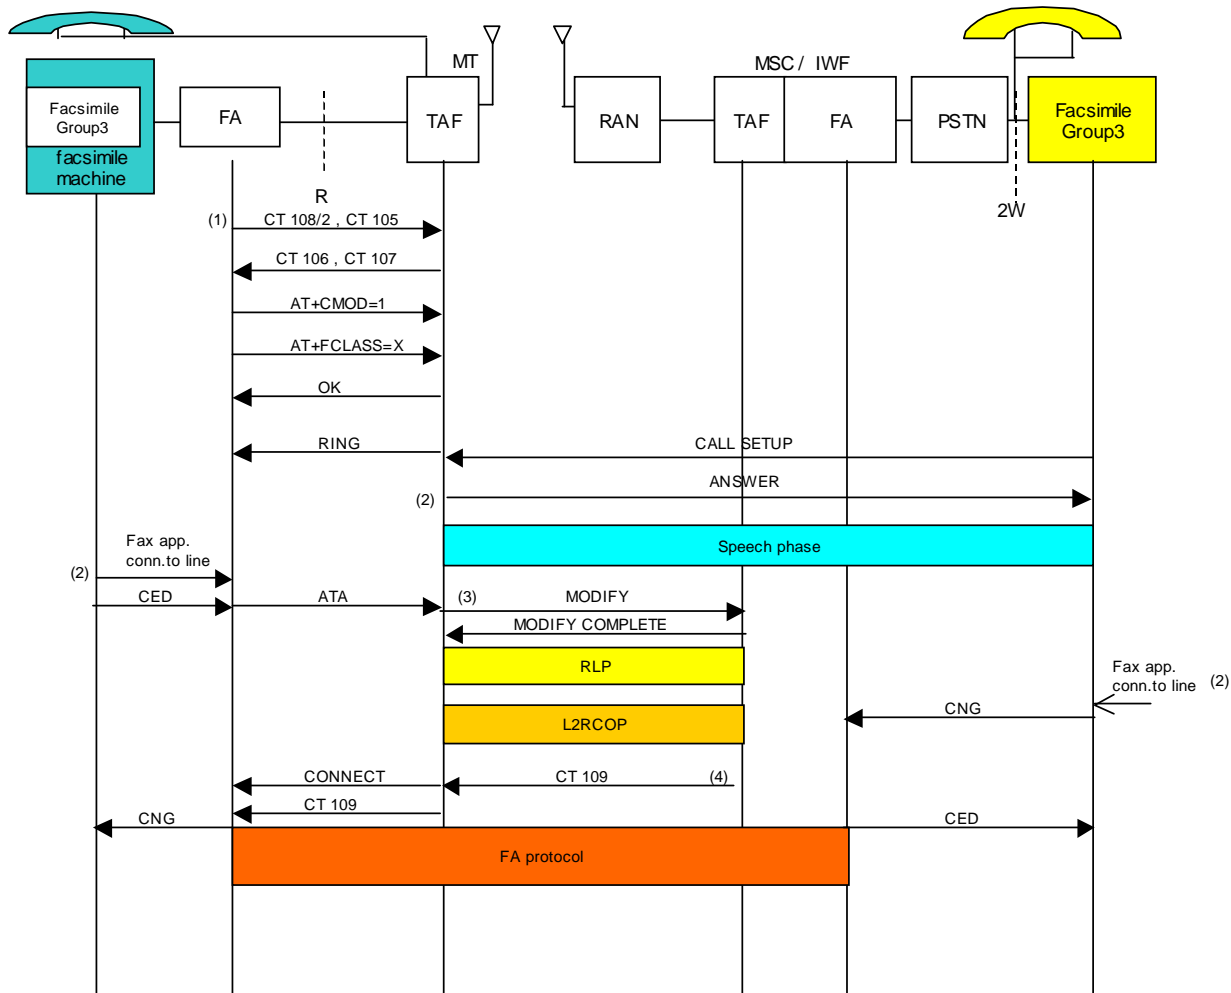 MT
MSC / IWF
Facsimile
Group3
facsimile
machine
FA
TAF
RAN
TAF
FA
PSTN
Facsimile
Group3
R
2W
(1)
CT 108/2 , CT 105
CT 106 , CT 107
AT+CMOD=1
AT+FCLASS=X
OK
RING
CALL SETUP
(2)
ANSWER
Speech phase
Fax app.
conn.to line
(2)
CED
ATA
(3)
MODIFY
MODIFY COMPLETE
RLP
Fax app.
conn.to line
(2)
CNG
L2RCOP
CONNECT
CT 109
(4)
CT 109
CNG
CED
FA protocol